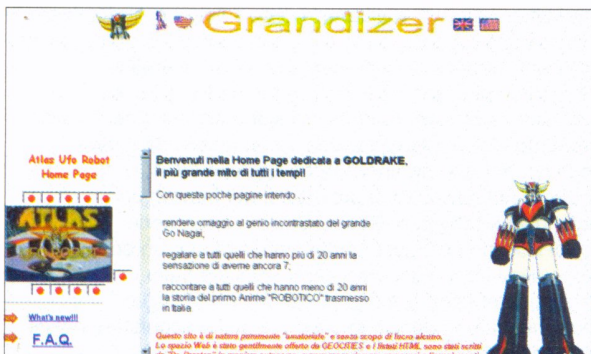 Grandizer
Atlas Ufo Robot
Home Page
ATLAS
UFO ROBOT
What's new!!!
F.A.Q.
Benvenuti nella Home Page dedicata a GOLDRAKE,
il più grande mito di tutti i tempi!
Con queste poche pagine intendo . . .
rendere omaggio al genio incontrastato del grande
Go Nagai,
regalare a tutti quelli che hanno più di 20 anni la
sensazione di averne ancora 7,
raccontare a tutti quelli che hanno meno di 20 anni
la storia del primo Anime "ROBOTICO" trasmesso
in Italia.
Questo sito è di natura puramente "amatoriale" e senza scopo di lucro alcuno.
Lo spazio Web è stato gentilmente offerto da GEOCITIES e i listati HTML sono stati scritti